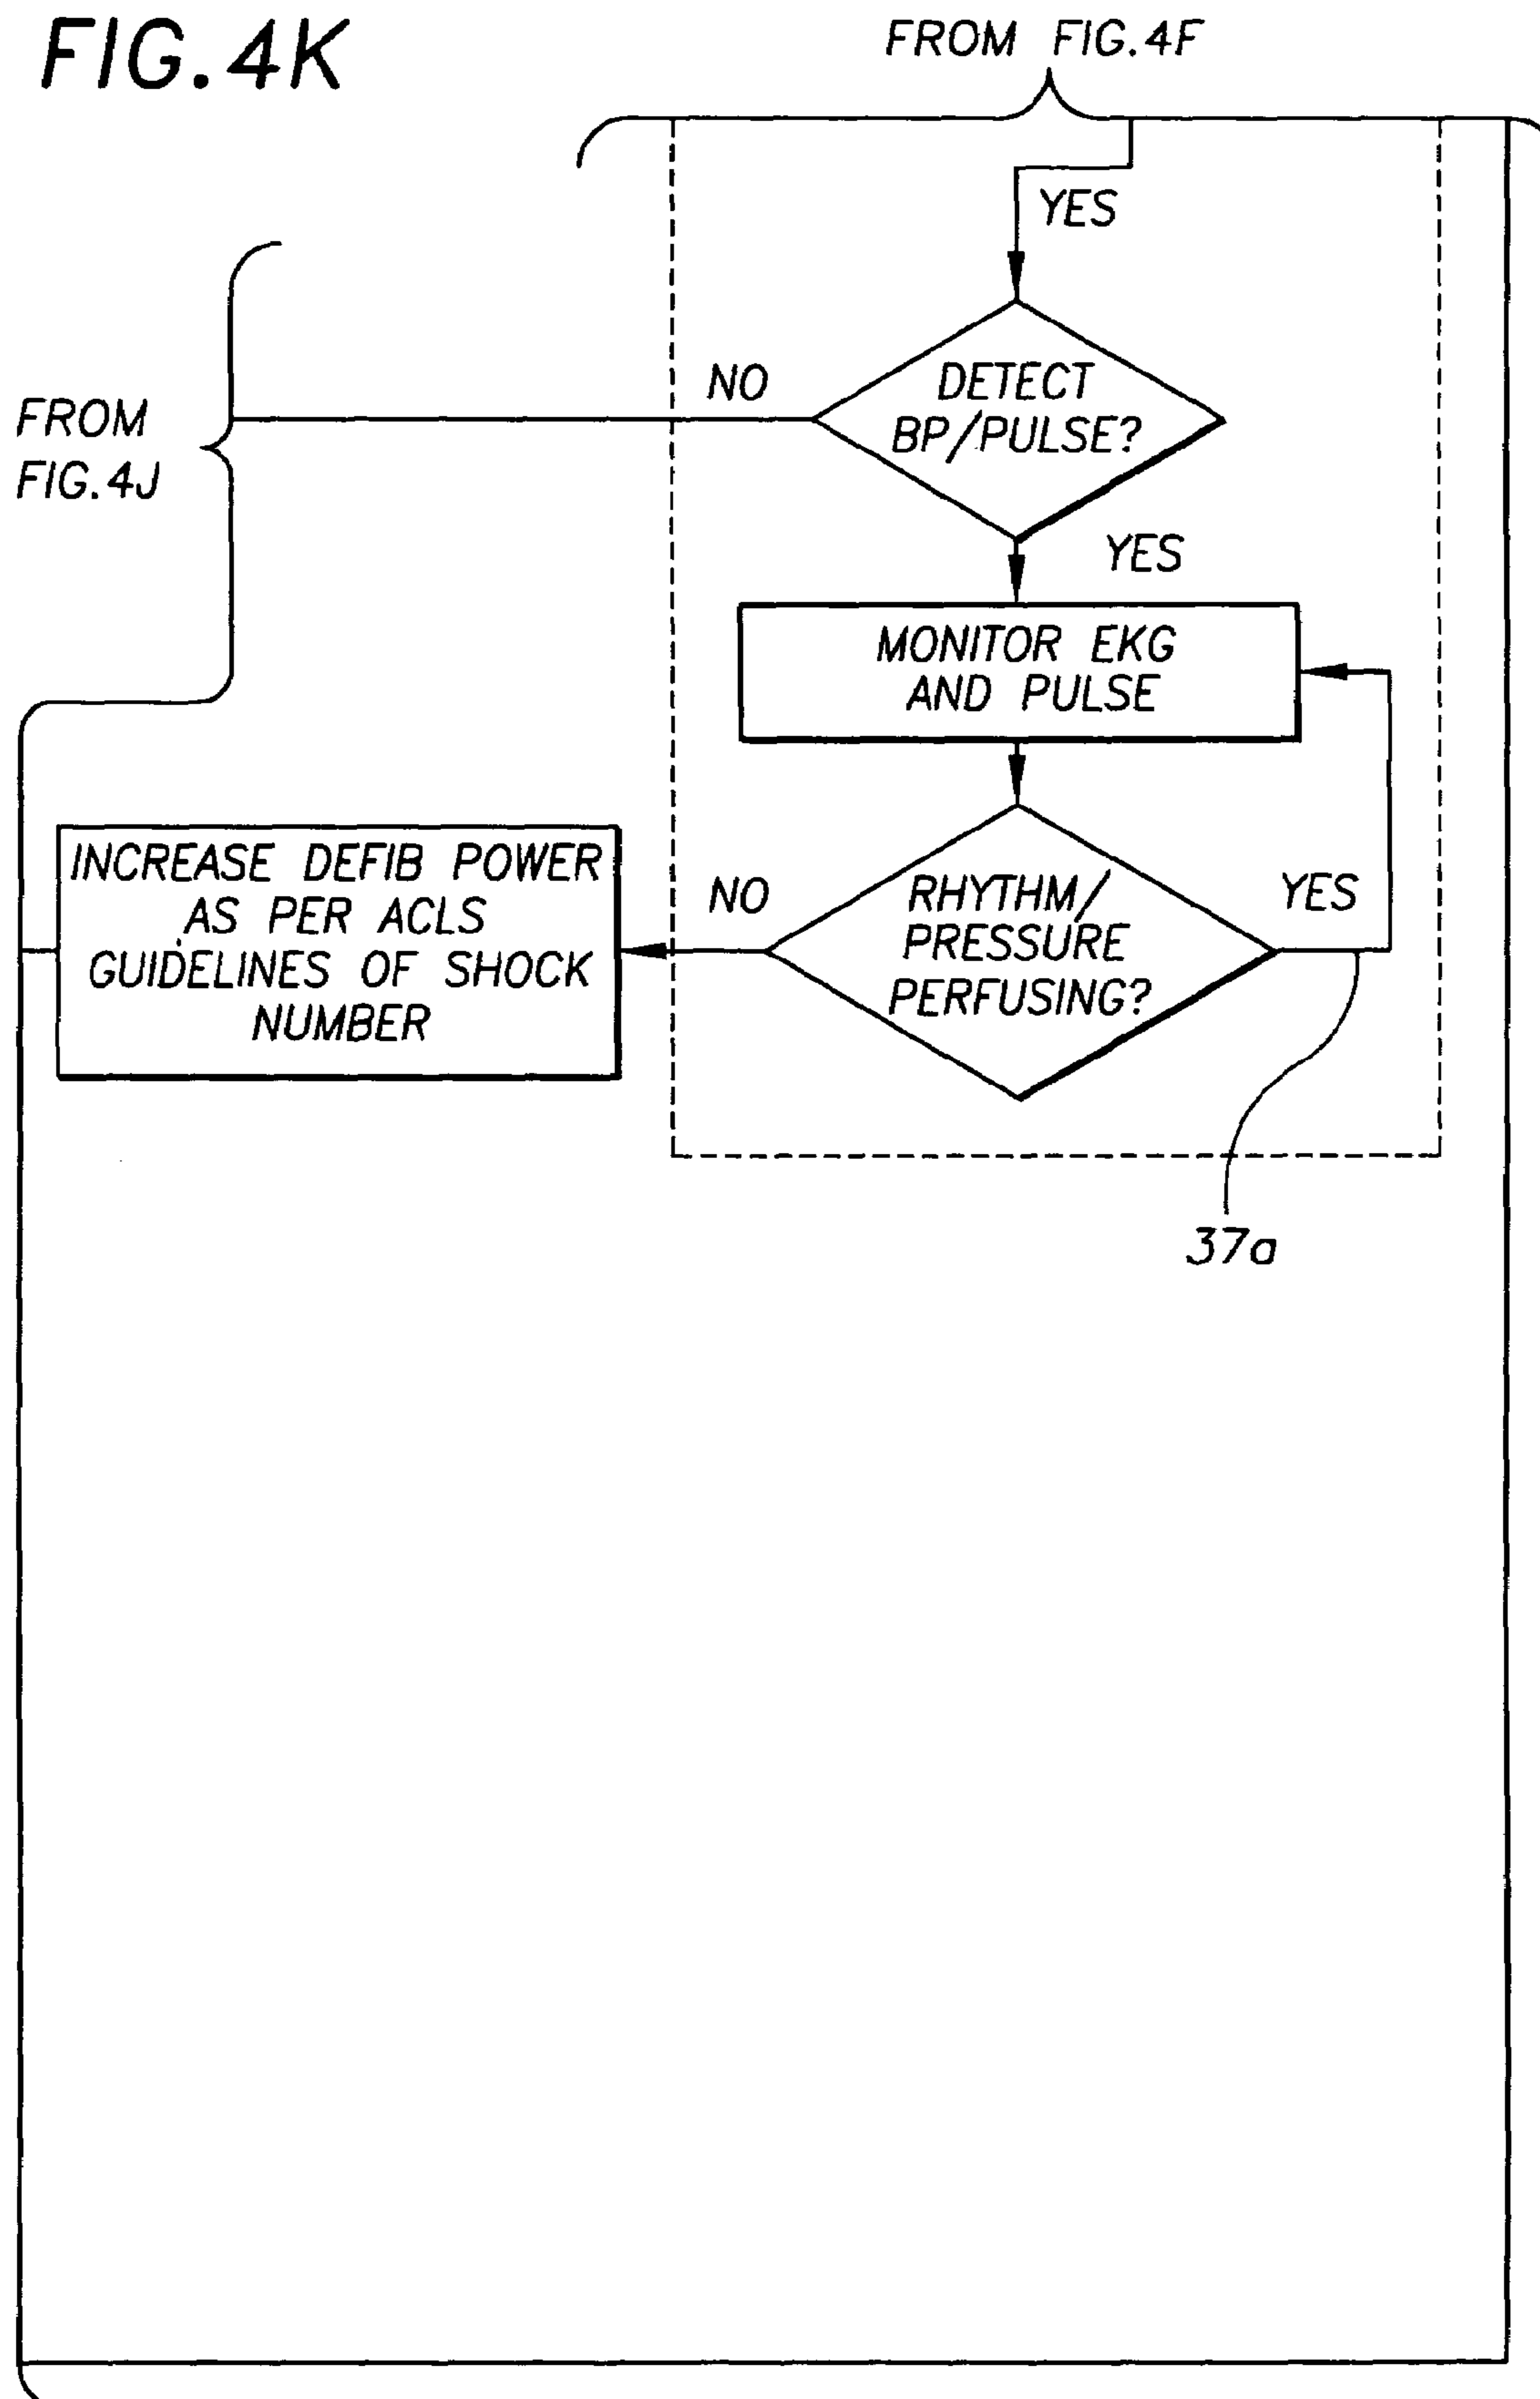 FIG.4K
FROM FIG.4F
YES
NO
DETECT
BP/PULSE?
FROM
FIG.4J
YES
MONITOR EKG
AND PULSE
INCREASE DEFIB POWER
AS PER ACLS
GUIDELINES OF SHOCK
NUMBER
NO
RHYTHM/
PRESSURE
PERFUSING?
YES
37a